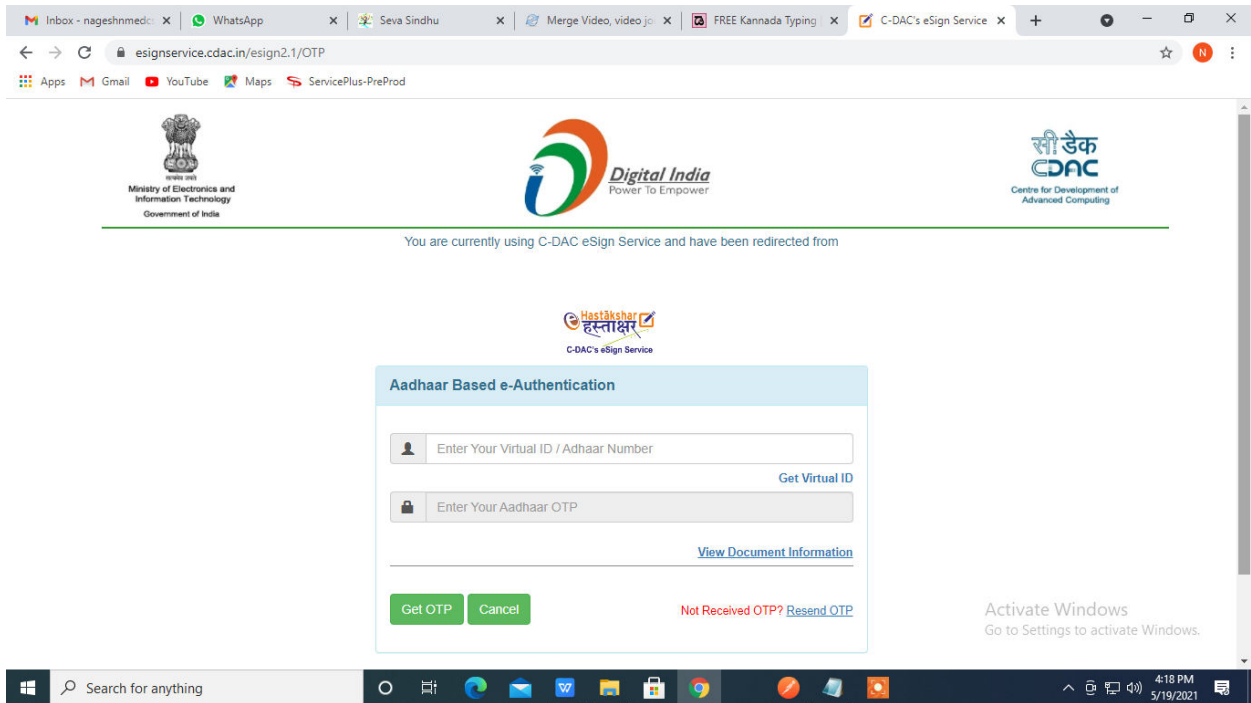 Inbox - nageshnmedc
WhatsApp
Seva Sindhu
Merge Video, video jo
FREE Kannada Typing
C-DAC's eSign Service
N
esignservice.cdac.in/esign2.1/OTP
Apps Gmail YouTube Maps ServicePlus-PreProd
सत्यमेव जयते
Ministry of Electronics and
Information Technology
Government of India
Digital India
Power To Empower
सी डैक
CDAC
Centre for Development of
Advanced Computing
You are currently using C-DAC eSign Service and have been redirected from
e Hastākshar
हस्ताक्षर
C-DAC's eSign Service
Aadhaar Based e-Authentication
Enter Your Virtual ID / Adhaar Number
Get Virtual ID
Enter Your Aadhaar OTP
View Document Information
Get OTP Cancel Not Received OTP? Resend OTP
Activate Windows
Go to Settings to activate Windows.
Search for anything
4:18 PM
5/19/2021